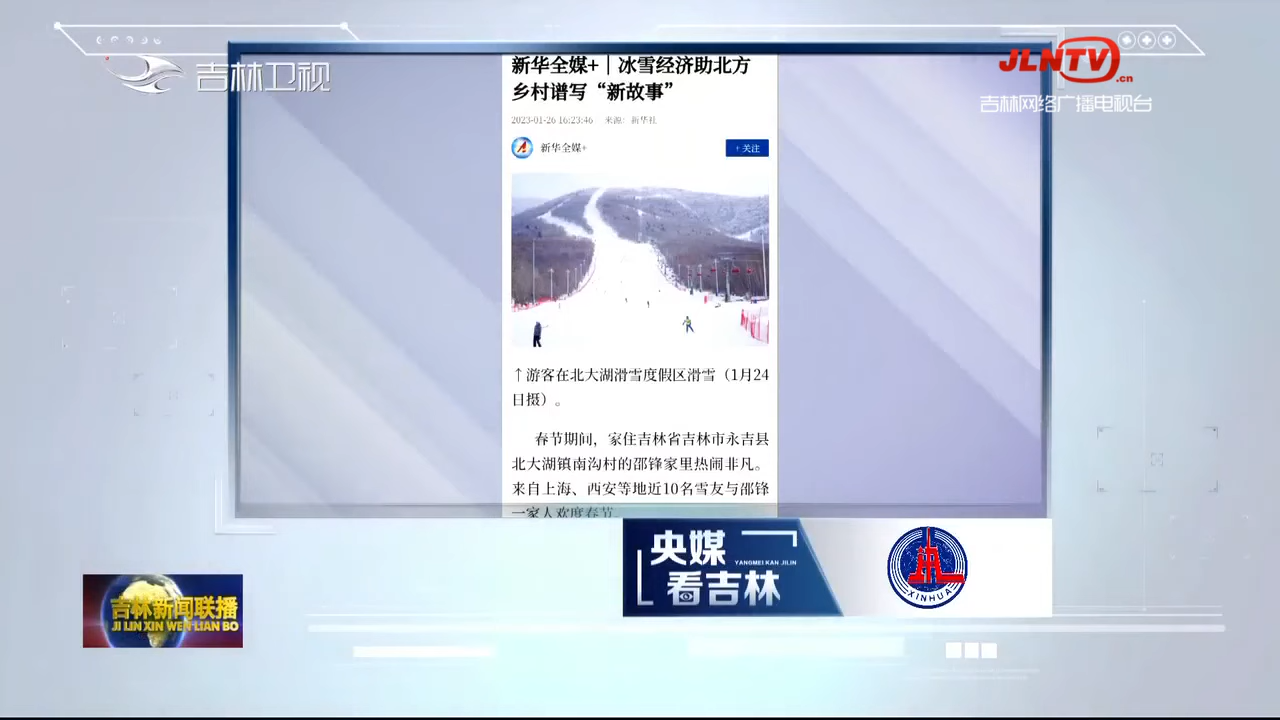 吉林卫视
JLNTV.cn
吉林网络广播电视台
新华全媒+｜冰雪经济助北方
乡村谱写“新故事”
2023-01-26 16:23:46 来源：新华社
新华全媒+
+关注
↑游客在北大湖滑雪度假区滑雪（1月24
日摄）。
春节期间，家住吉林省吉林市永吉县
北大湖镇南沟村的邵锋家里热闹非凡。
来自上海、西安等地近10名雪友与邵锋
一家人欢度春节。
央媒
YANGMEI KAN JILIN
看吉林
XINHUA
吉林新闻联播
JI LIN XIN WEN LIAN BO